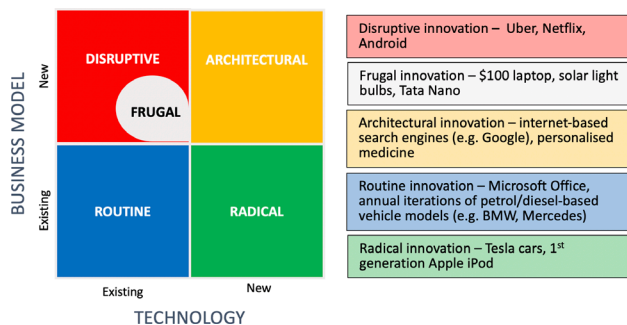 BUSINESS MODEL
New
Existing
DISRUPTIVE
ARCHITECTURAL
FRUGAL
ROUTINE
RADICAL
Existing
New
TECHNOLOGY
Disruptive innovation – Uber, Netflix,
Android
Frugal innovation – $100 laptop, solar light
bulbs, Tata Nano
Architectural innovation – internet-based
search engines (e.g. Google), personalised
medicine
Routine innovation – Microsoft Office,
annual iterations of petrol/diesel-based
vehicle models (e.g. BMW, Mercedes)
Radical innovation – Tesla cars, 1st
generation Apple iPod